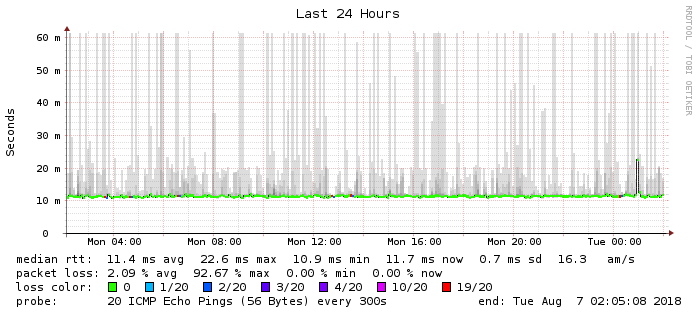 Last 24 Hours
RRDTOOL / TOBI OETIKER
Seconds
60 m
50 m
40 m
30 m
20 m
10 m
0
Mon 04:00 Mon 08:00 Mon 12:00 Mon 16:00 Mon 20:00 Tue 00:00
median rtt: 11.4 ms avg 22.6 ms max 10.9 ms min 11.7 ms now 0.7 ms sd 16.3 am/s
packet loss: 2.09 % avg 92.67 % max 0.00 % min 0.00 % now
loss color: 0 1/20 2/20 3/20 4/20 10/20 19/20
probe: 20 ICMP Echo Pings (56 Bytes) every 300s end: Tue Aug 7 02:05:08 2018